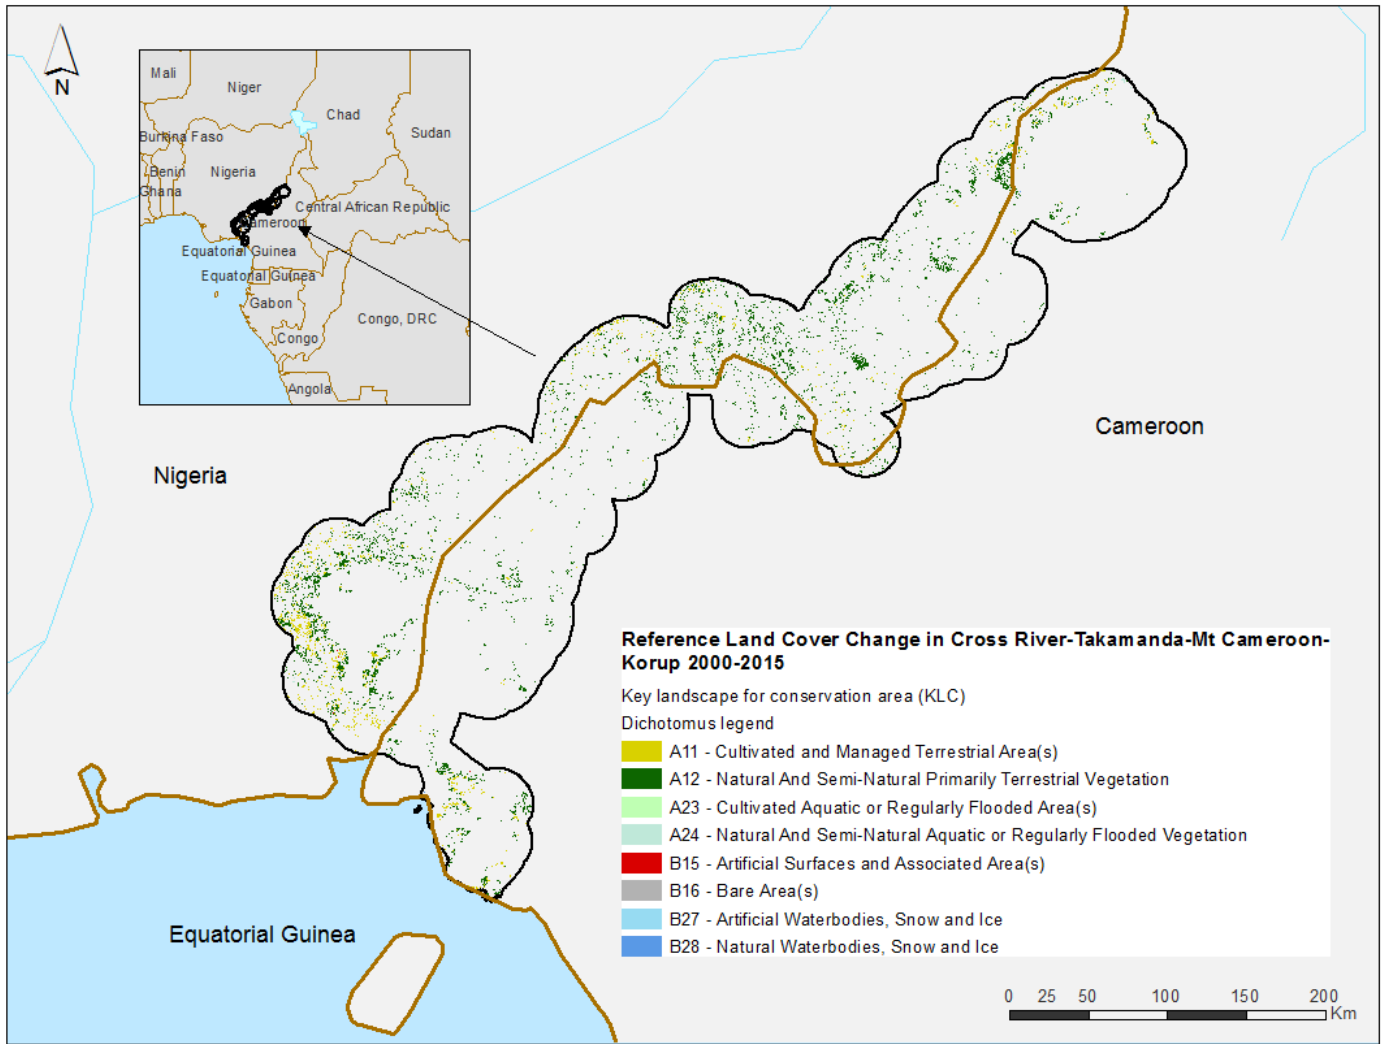 N
Mali
Niger
Chad
Sudan
Burkina Faso
Benin
Nigeria
Ghana
Central African Republic
Cameroon
Equatorial Guinea
Equatorial Guinea
Gabon
Congo, DRC
Congo
Angola
Cameroon
Nigeria
Reference Land Cover Change in Cross River-Takamanda-Mt Cameroon-
Korup 2000-2015
Key landscape for conservation area (KLC)
Dichotomus legend
A11 - Cultivated and Managed Terrestrial Area(s)
A12 - Natural And Semi-Natural Primarily Terrestrial Vegetation
A23 - Cultivated Aquatic or Regularly Flooded Area(s)
A24 - Natural And Semi-Natural Aquatic or Regularly Flooded Vegetation
B15 - Artificial Surfaces and Associated Area(s)
B16 - Bare Area(s)
B27 - Artificial Waterbodies, Snow and Ice
B28 - Natural Waterbodies, Snow and Ice
Equatorial Guinea
0 25 50 100 150 200
Km